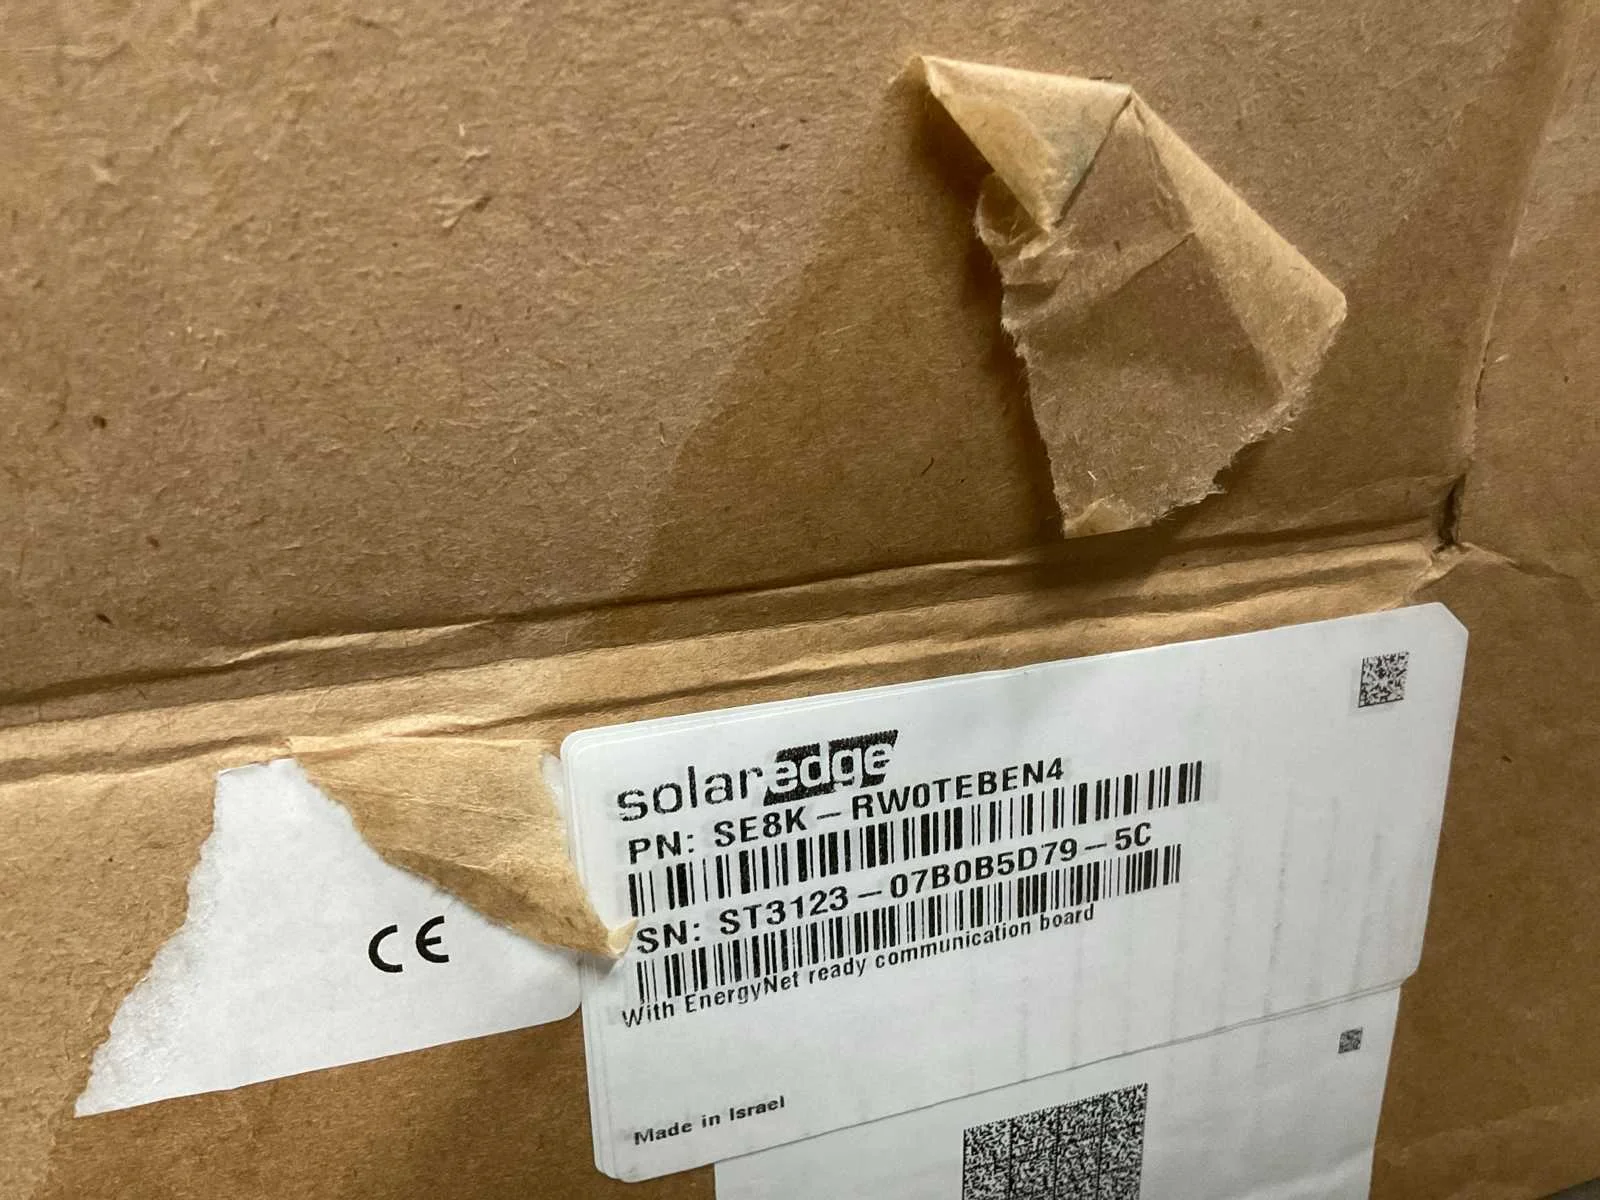 solaredge
PN: SE8K-RW0TEBEN4
SN: ST3123-07B0B5D79-5C
With EnergyNet ready communication board
CE
Made in Israel